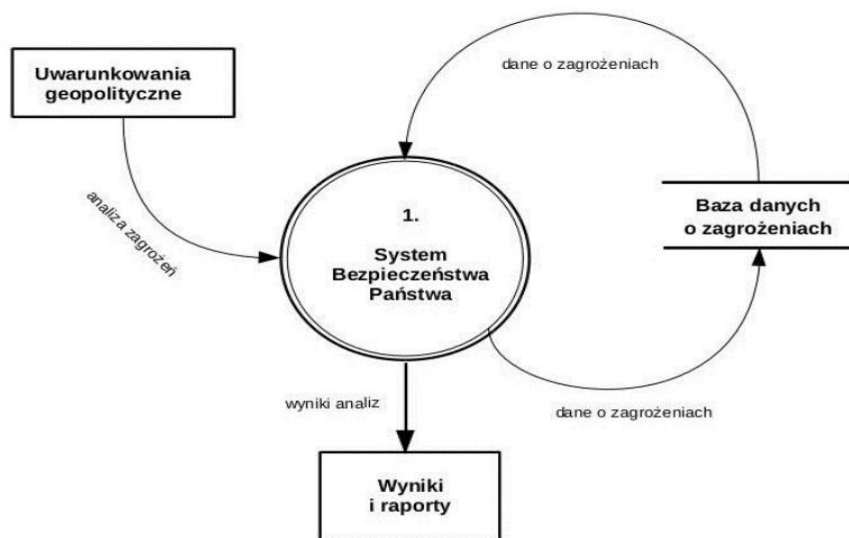 Uwarunkowania
geopolityczne
dane o zagrożeniach
analiza zagrożeń
1.
System
Bezpieczeństwa
Państwa
Baza danych
o zagrożeniach
wyniki analiz
dane o zagrożeniach
Wyniki
i raporty